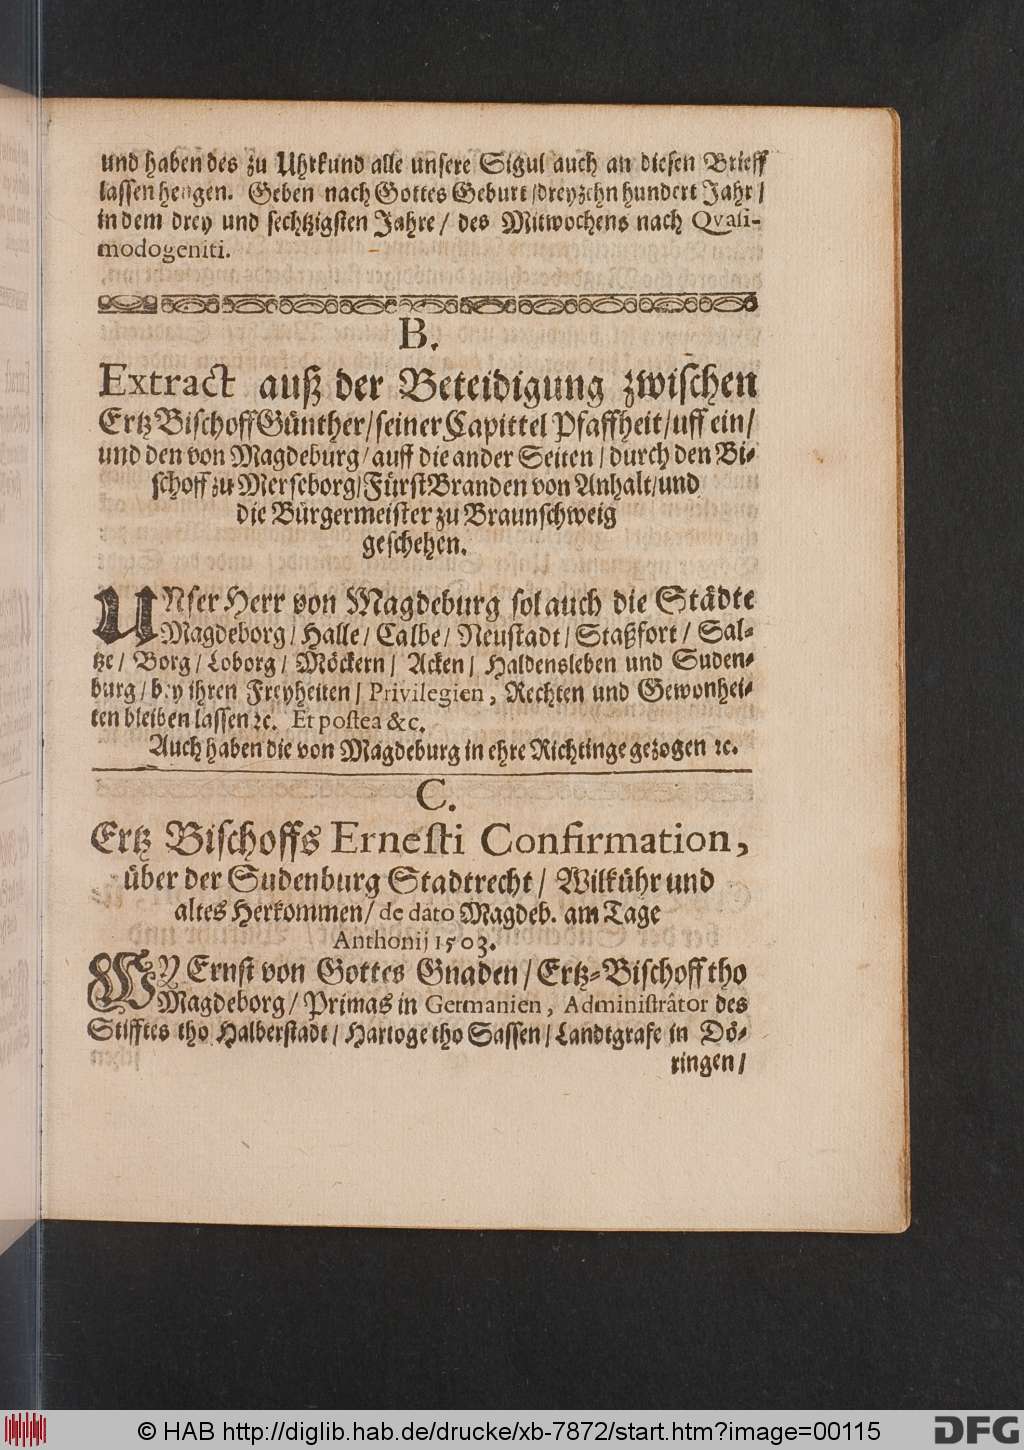 und haben des zu Uhrkund alle unsere Sigul auch an diesen Brieff
lassen hengen. Geben nach Gottes Geburt / dreyzehn hundert Jahr /
in dem drey und sechtzigsten Jahre / des Mitwochens nach Qvasi-
modogeniti.
B.
Extract auß der Beteidigung zwischen
Ertz Bischoff Günther / seiner Capittel Pfaffheit / uff ein /
und den von Magdeburg / auff die ander Seiten / durch den Bi-
schoff zu Merseborg / Fürst Branden von Anhalt / und
die Bürgermeister zu Braunschweig
geschehen.
UNser Herr von Magdeburg sol auch die Städte
Magdeborg / Halle / Calbe / Neustadt / Staßfort / Sal-
tze / Borg / Loborg / Möckern / Acken / Haldensleben und Suden-
burg / bey ihren Freyheiten / Privilegien, Rechten und Gewonhei-
ten bleiben lassen ꝛc. Et postea &c.
Auch haben die von Magdeburg in ehre Richtinge gezogen ꝛc.
C.
Ertz Bischoffs Ernesti Confirmation,
über der Sudenburg Stadtrecht / Wilkühr und
altes Herkommen / de dato Magdeb. am Tage
Anthonij 1503.
WY Ernst von Gottes Gnaden / Ertz-Bischoff tho
Magdeborg / Primas in Germanien, Administrâtor des
Stifftes tho Halberstadt / Hartoge tho Sassen / Landtgrafe in Dö-
ringen /
© HAB http://diglib.hab.de/drucke/xb-7872/start.htm?image=00115
DFG